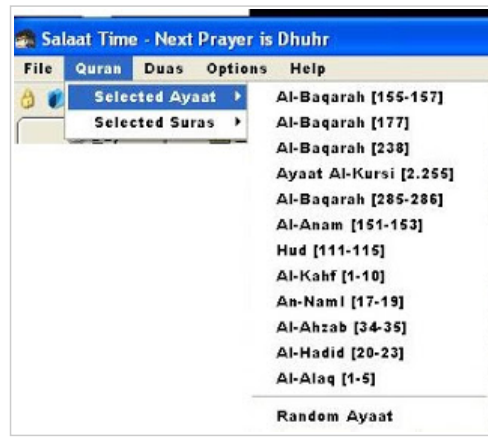 Salaat Time - Next Prayer is Dhuhr
File Quran Duas Options Help
Selected Ayaat
Selected Suras
Al-Baqarah [155-157]
Al-Baqarah [177]
Al-Baqarah [238]
Ayaat Al-Kursi [2.255]
Al-Baqarah [285-286]
Al-Anam [151-153]
Hud [111-115]
Al-Kahf [1-10]
An-Naml [17-19]
Al-Ahzab [34-35]
Al-Hadid [20-23]
Al-Alaq [1-5]
Random Ayaat